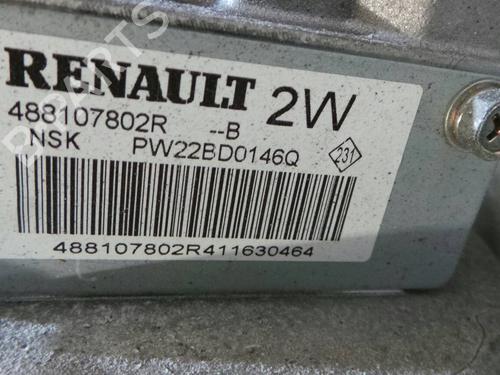 RENAULT 2W
488107802R --B
NSK PW22BD0146Q 231
488107802R411630464